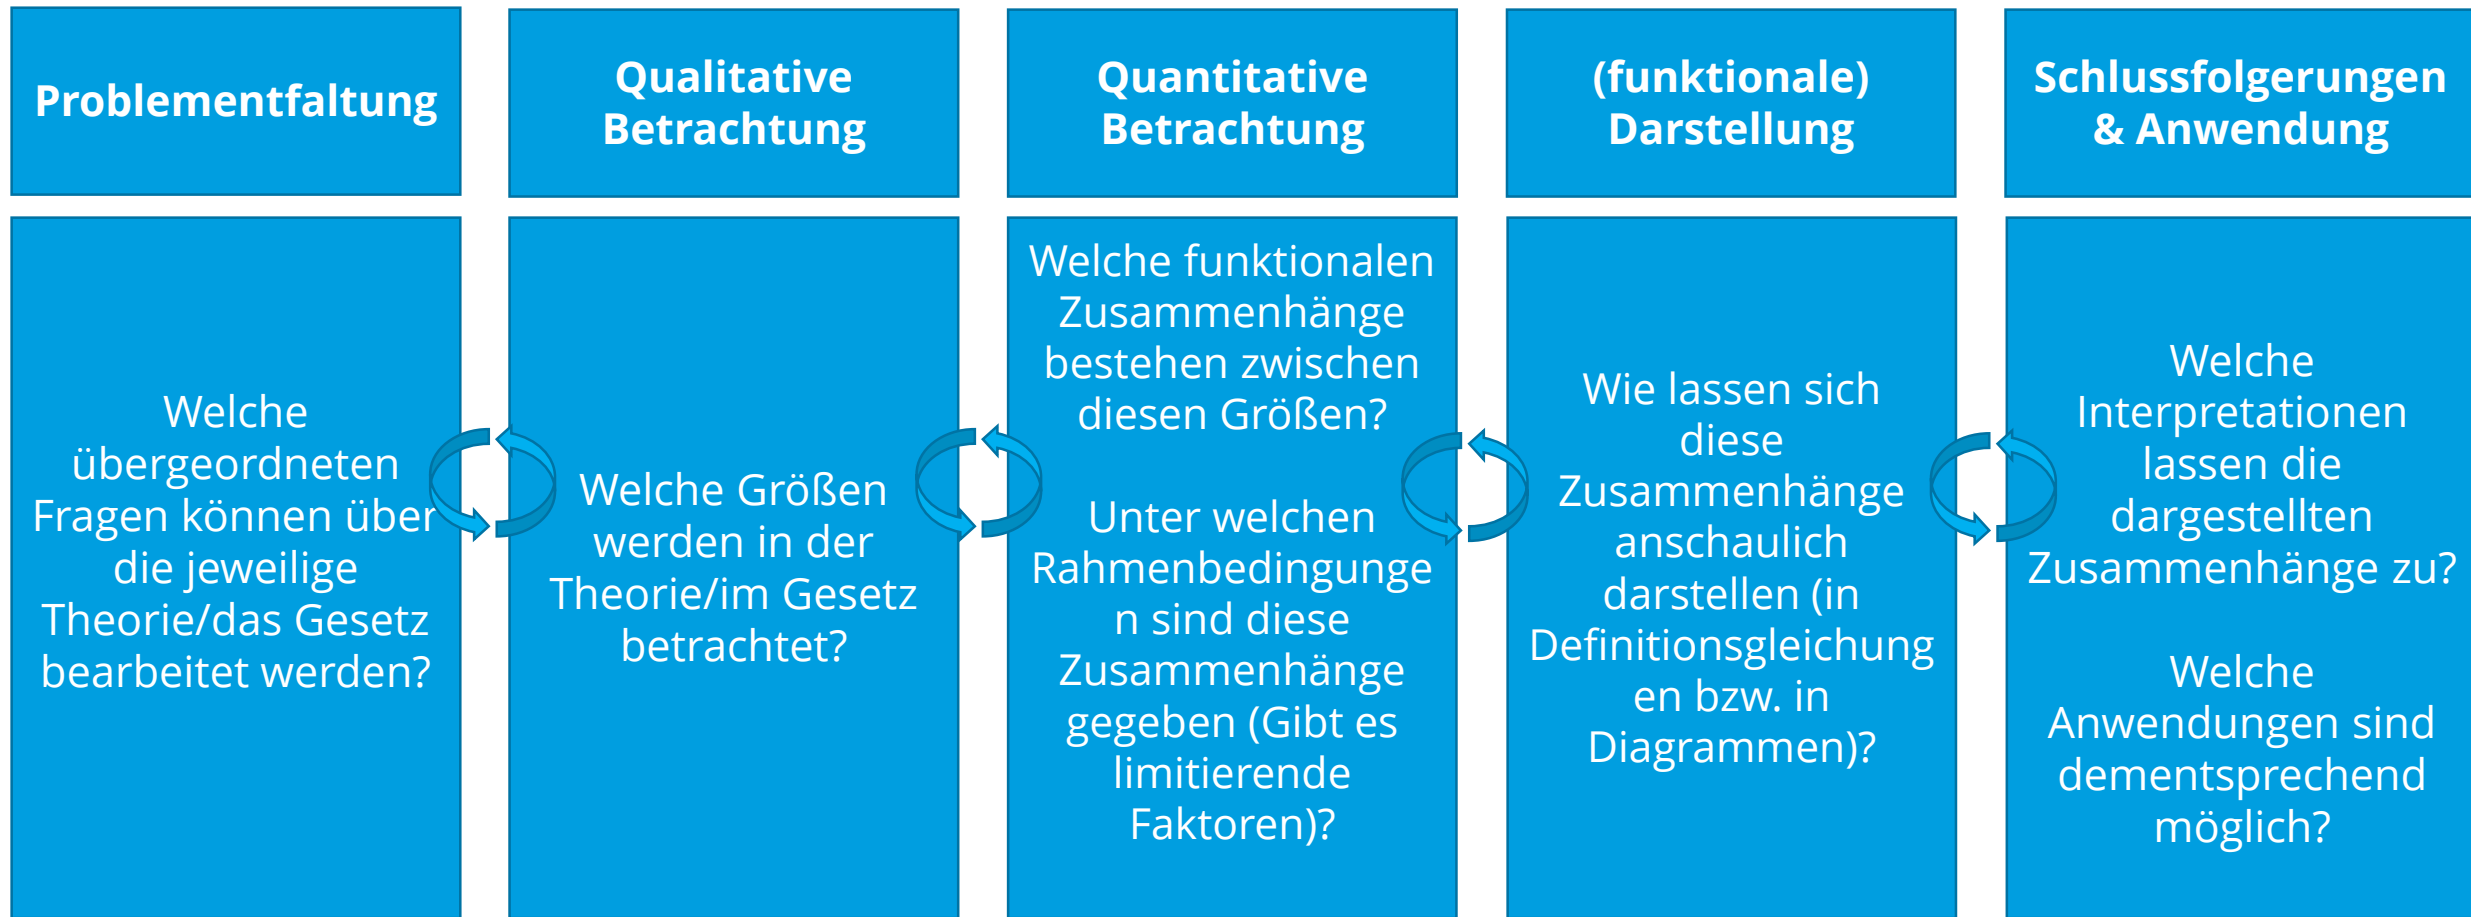 Problementfaltung
Qualitative
Betrachtung
Quantitative
Betrachtung
(funktionale)
Darstellung
Schlussfolgerungen
& Anwendung
Welche
übergeordneten
Fragen können über
die jeweilige
Theorie/das Gesetz
bearbeitet werden?
Welche Größen
werden in der
Theorie/im Gesetz
betrachtet?
Welche funktionalen
Zusammenhänge
bestehen zwischen
diesen Größen?
Unter welchen
Rahmenbedingunge
n sind diese
Zusammenhänge
gegeben (Gibt es
limitierende
Faktoren)?
Wie lassen sich
diese
Zusammenhänge
anschaulich
darstellen (in
Definitionsgleichung
en bzw. in
Diagrammen)?
Welche
Interpretationen
lassen die
dargestellten
Zusammenhänge zu?
Welche
Anwendungen sind
dementsprechend
möglich?